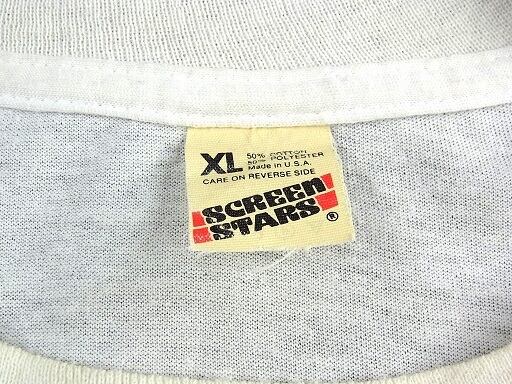 XL 50% COTTON
50% POLYESTER
Made in U.S.A.
CARE ON REVERSE SIDE
SCREEN
STARS ®